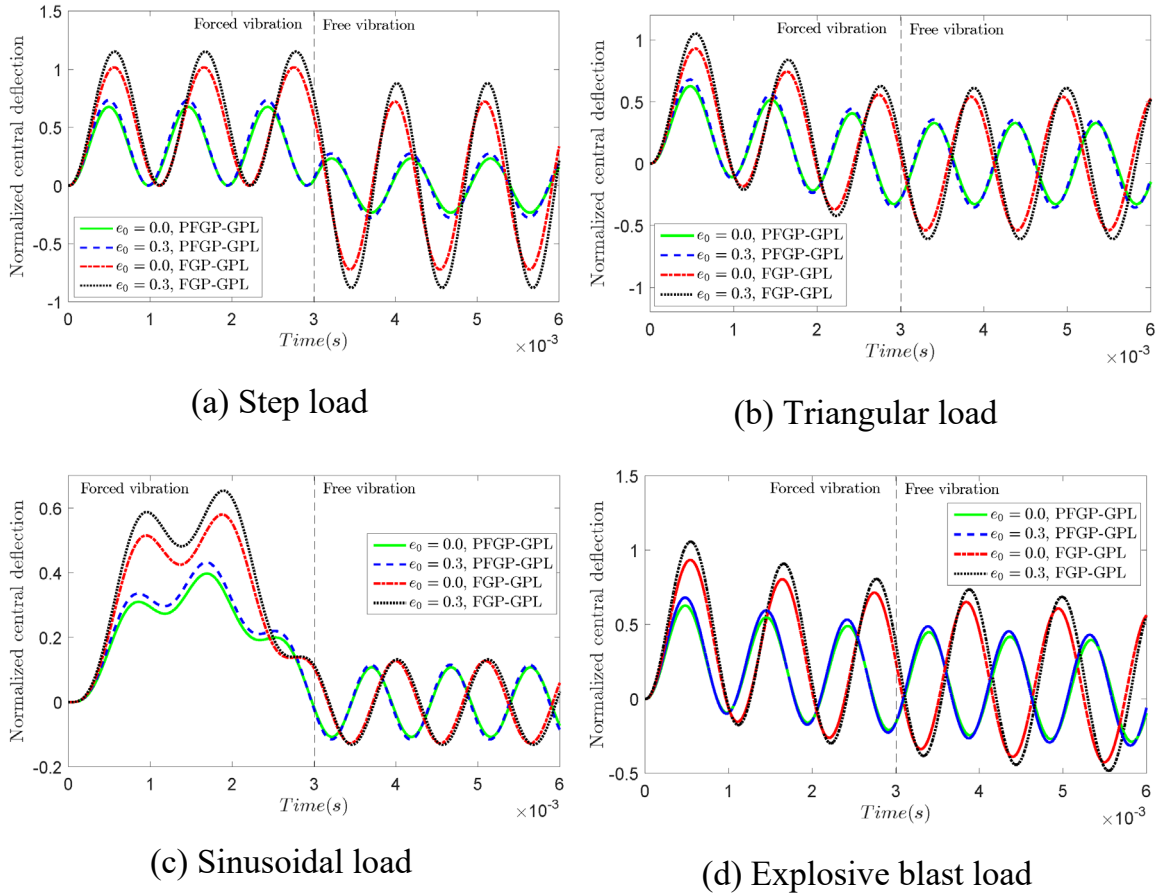 Forced vibration
Free vibration
Normalized central deflection
1.5
1
0.5
0
-0.5
-1
e₀ = 0.0, PFGP-GPL
e₀ = 0.3, PFGP-GPL
e₀ = 0.0, FGP-GPL
e₀ = 0.3, FGP-GPL
0 1 2 3 4 5 6
Time(s)
×10⁻³
(a) Step load
Forced vibration
Free vibration
Normalized central deflection
1
0.5
0
-0.5
-1
e₀ = 0.0, PFGP-GPL
e₀ = 0.3, PFGP-GPL
e₀ = 0.0, FGP-GPL
e₀ = 0.3, FGP-GPL
0 1 2 3 4 5 6
Time(s)
×10⁻³
(b) Triangular load
Forced vibration
Free vibration
Normalized central deflection
0.6
0.4
0.2
0
-0.2
e₀ = 0.0, PFGP-GPL
e₀ = 0.3, PFGP-GPL
e₀ = 0.0, FGP-GPL
e₀ = 0.3, FGP-GPL
0 1 2 3 4 5 6
Time(s)
×10⁻³
(c) Sinusoidal load
Forced vibration
Free vibration
Normalized central deflection
1.5
1
0.5
0
-0.5
e₀ = 0.0, PFGP-GPL
e₀ = 0.3, PFGP-GPL
e₀ = 0.0, FGP-GPL
e₀ = 0.3, FGP-GPL
0 1 2 3 4 5 6
Time(s)
×10⁻³
(d) Explosive blast load